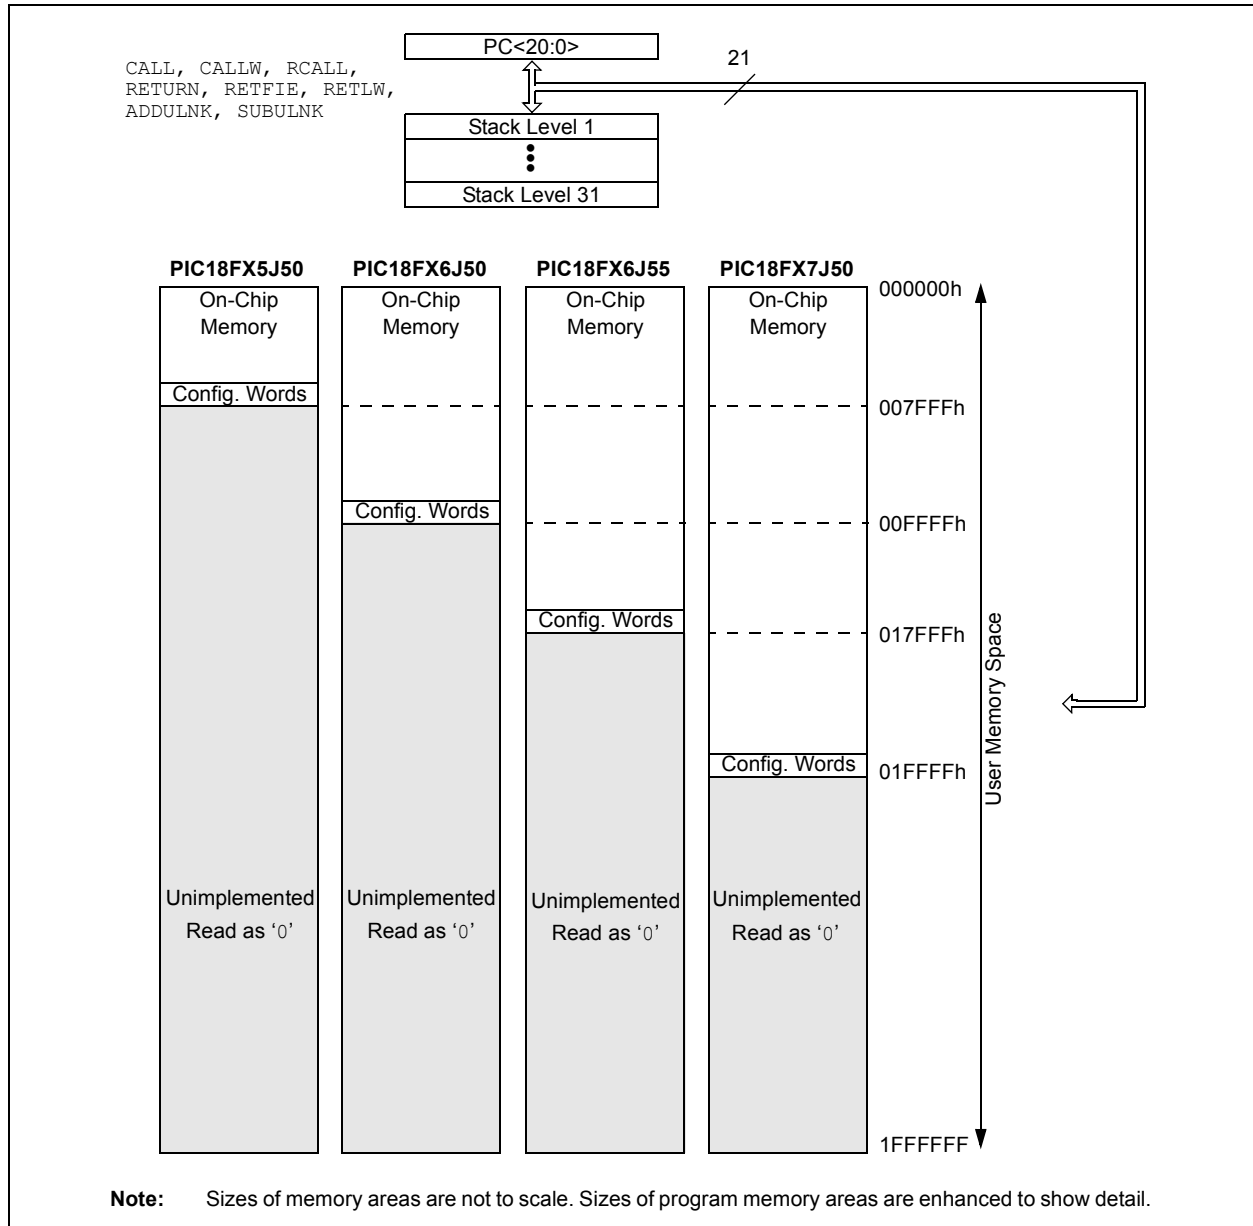 PC<20:0>
21
CALL, CALLW, RCALL,
RETURN, RETFIE, RETLW,
ADDULNK, SUBULNK
Stack Level 1
Stack Level 31
PIC18FX5J50 PIC18FX6J50 PIC18FX6J55 PIC18FX7J50
On-Chip On-Chip On-Chip On-Chip 000000h
Memory Memory Memory Memory
Config. Words
007FFFh
Config. Words
00FFFFh
Config. Words
017FFFh
User Memory Space
Config. Words
01FFFFh
Unimplemented Unimplemented Unimplemented Unimplemented
Read as ‘0’ Read as ‘0’ Read as ‘0’ Read as ‘0’
1FFFFFF
Note: Sizes of memory areas are not to scale. Sizes of program memory areas are enhanced to show detail.